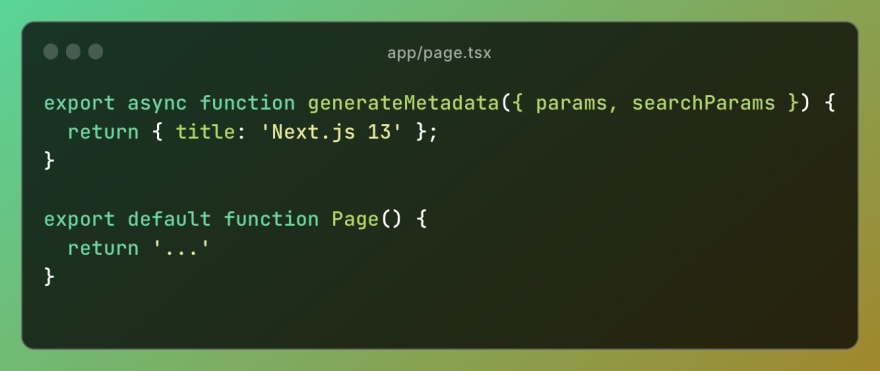 app/page.tsx
export async function generateMetadata({ params, searchParams }) {
  return { title: 'Next.js 13' };
}
export default function Page() {
  return '...'
}